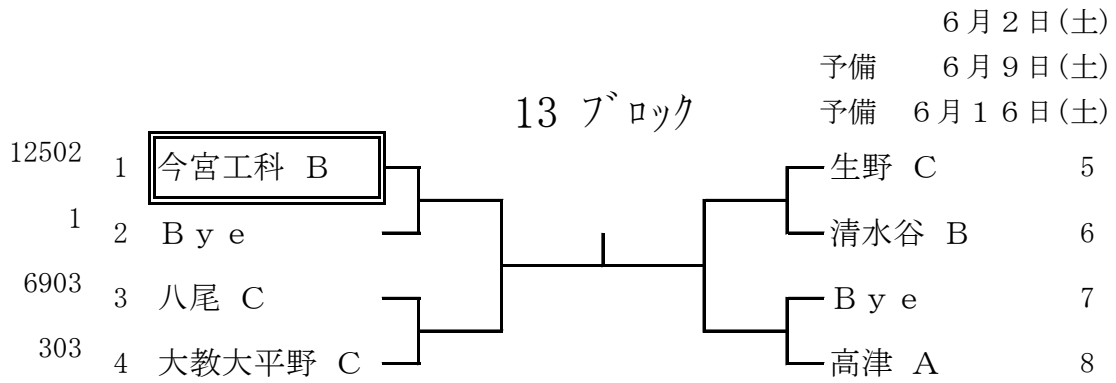 ６月２日(土)
予備　６月９日(土)
13 ブロック
予備　６月１６日(土)
12502 1 今宮工科 Ｂ 生野 Ｃ 5
1 2 Ｂｙｅ 清水谷 Ｂ 6
6903 3 八尾 Ｃ Ｂｙｅ 7
303 4 大教大平野 Ｃ 高津 Ａ 8